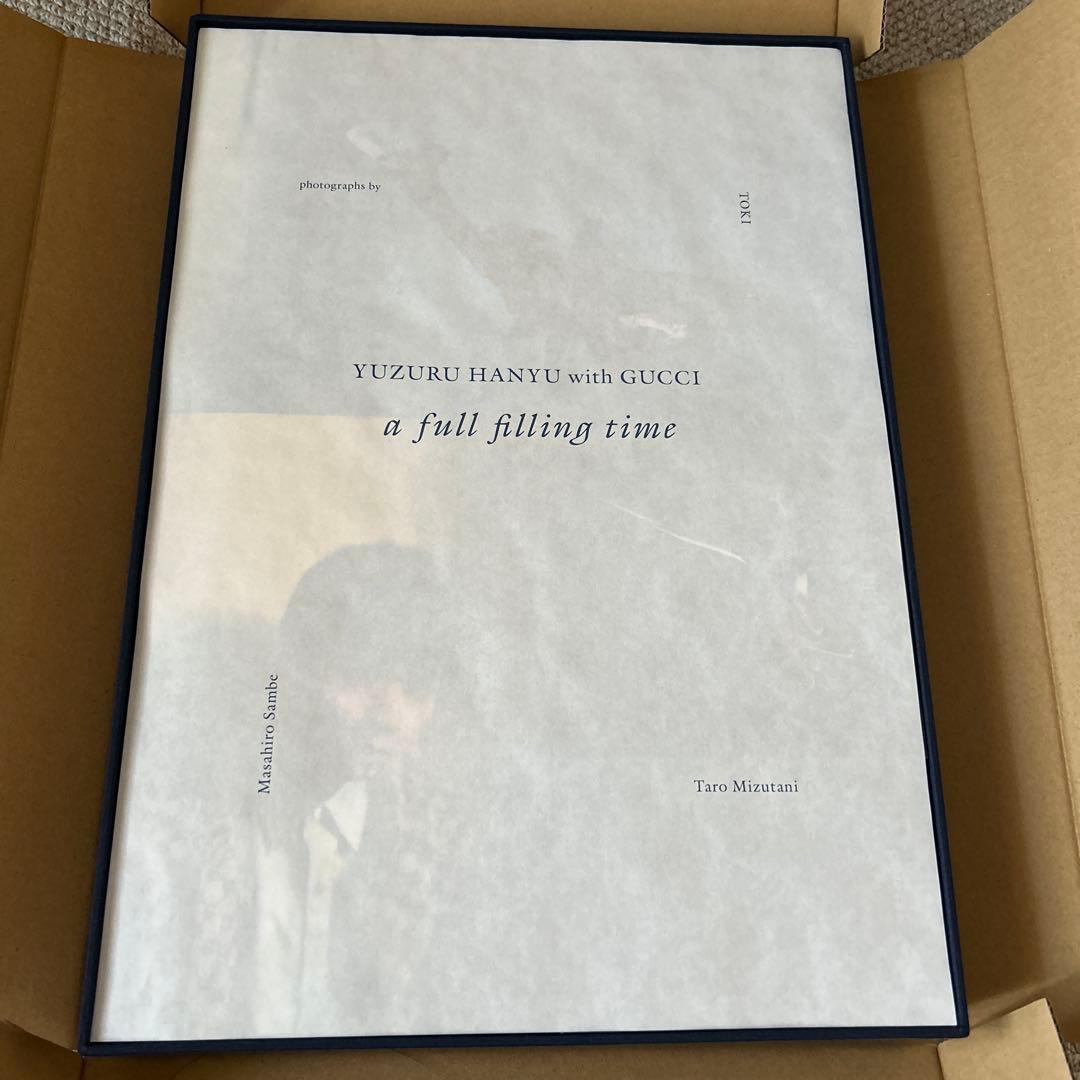 photographs by
TOKI
YUZURU HANYU with GUCCI
a full filling time
Masahiro Sambe
Taro Mizutani